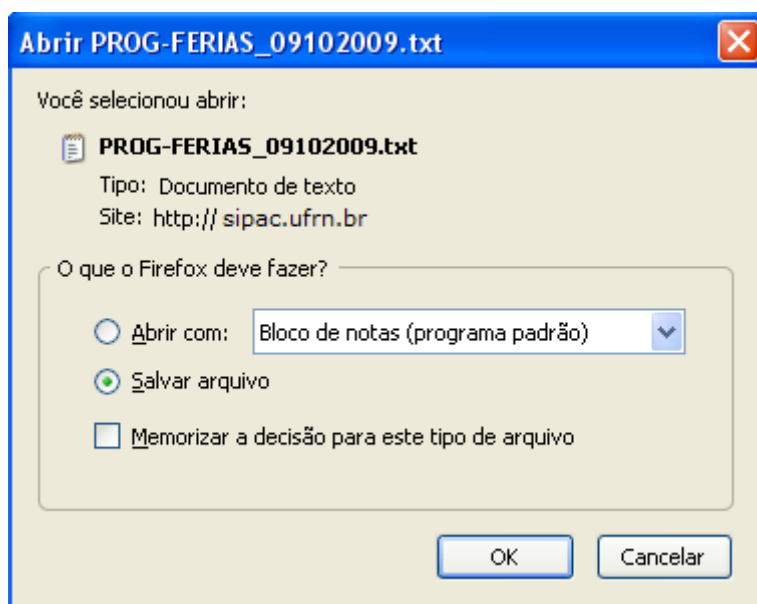 Abrir PROG-FERIAS_09102009.txt
Você selecionou abrir:
PROG-FERIAS_09102009.txt
Tipo: Documento de texto
Site: http:// sipac.ufrn.br
O que o Firefox deve fazer?
Abrir com: Bloco de notas (programa padrão)
Salvar arquivo
Memorizar a decisão para este tipo de arquivo
OK Cancelar